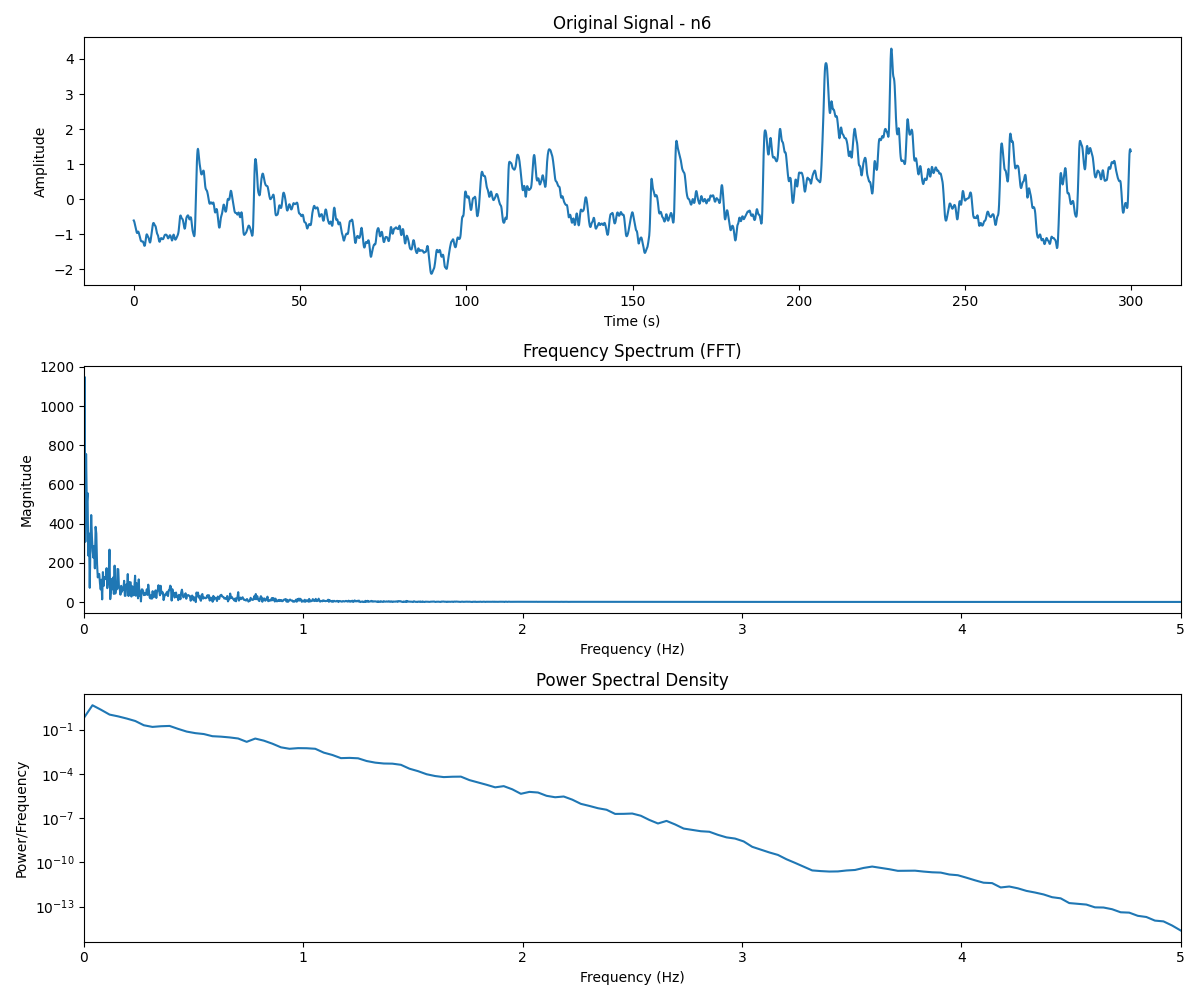 Original Signal - n6
4
3
2
1
0
−1
−2
Amplitude
0 50 100 150 200 250 300
Time (s)
Frequency Spectrum (FFT)
1200
1000
800
600
400
200
0
Magnitude
0 1 2 3 4 5
Frequency (Hz)
Power Spectral Density
10⁻¹
10⁻⁴
10⁻⁷
10⁻¹⁰
10⁻¹³
Power/Frequency
0 1 2 3 4 5
Frequency (Hz)